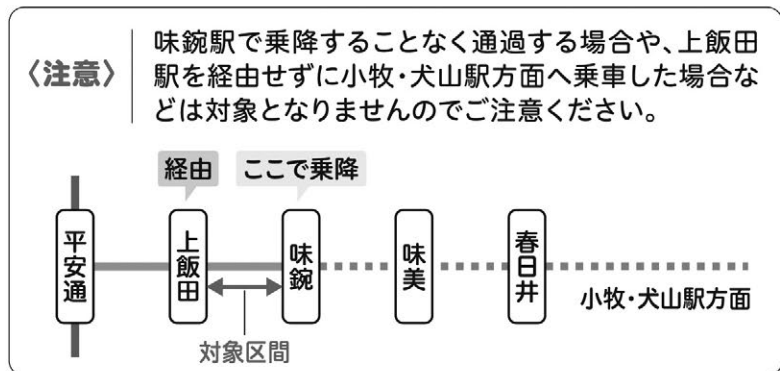 〈注意〉
味鋺駅で乗降することなく通過する場合や、上飯田
駅を経由せずに小牧・犬山駅方面へ乗車した場合な
どは対象となりませんのでご注意ください。
経由
ここで乗降
平安通
上飯田
味鋺
味美
春日井
小牧・犬山駅方面
対象区間